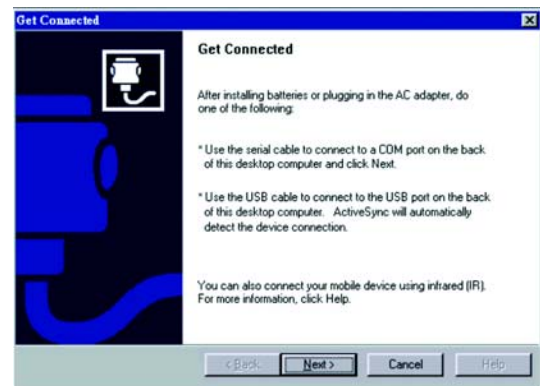 Get Connected
Get Connected
After installing batteries or plugging in the AC adapter, do
one of the following:
* Use the serial cable to connect to a COM port on the back
of this desktop computer and click Next.
* Use the USB cable to connect to the USB port on the back
of this desktop computer. ActiveSync will automatically
detect the device connection.
You can also connect your mobile device using infrared (IR).
For more information, click Help.
< Back Next > Cancel Help